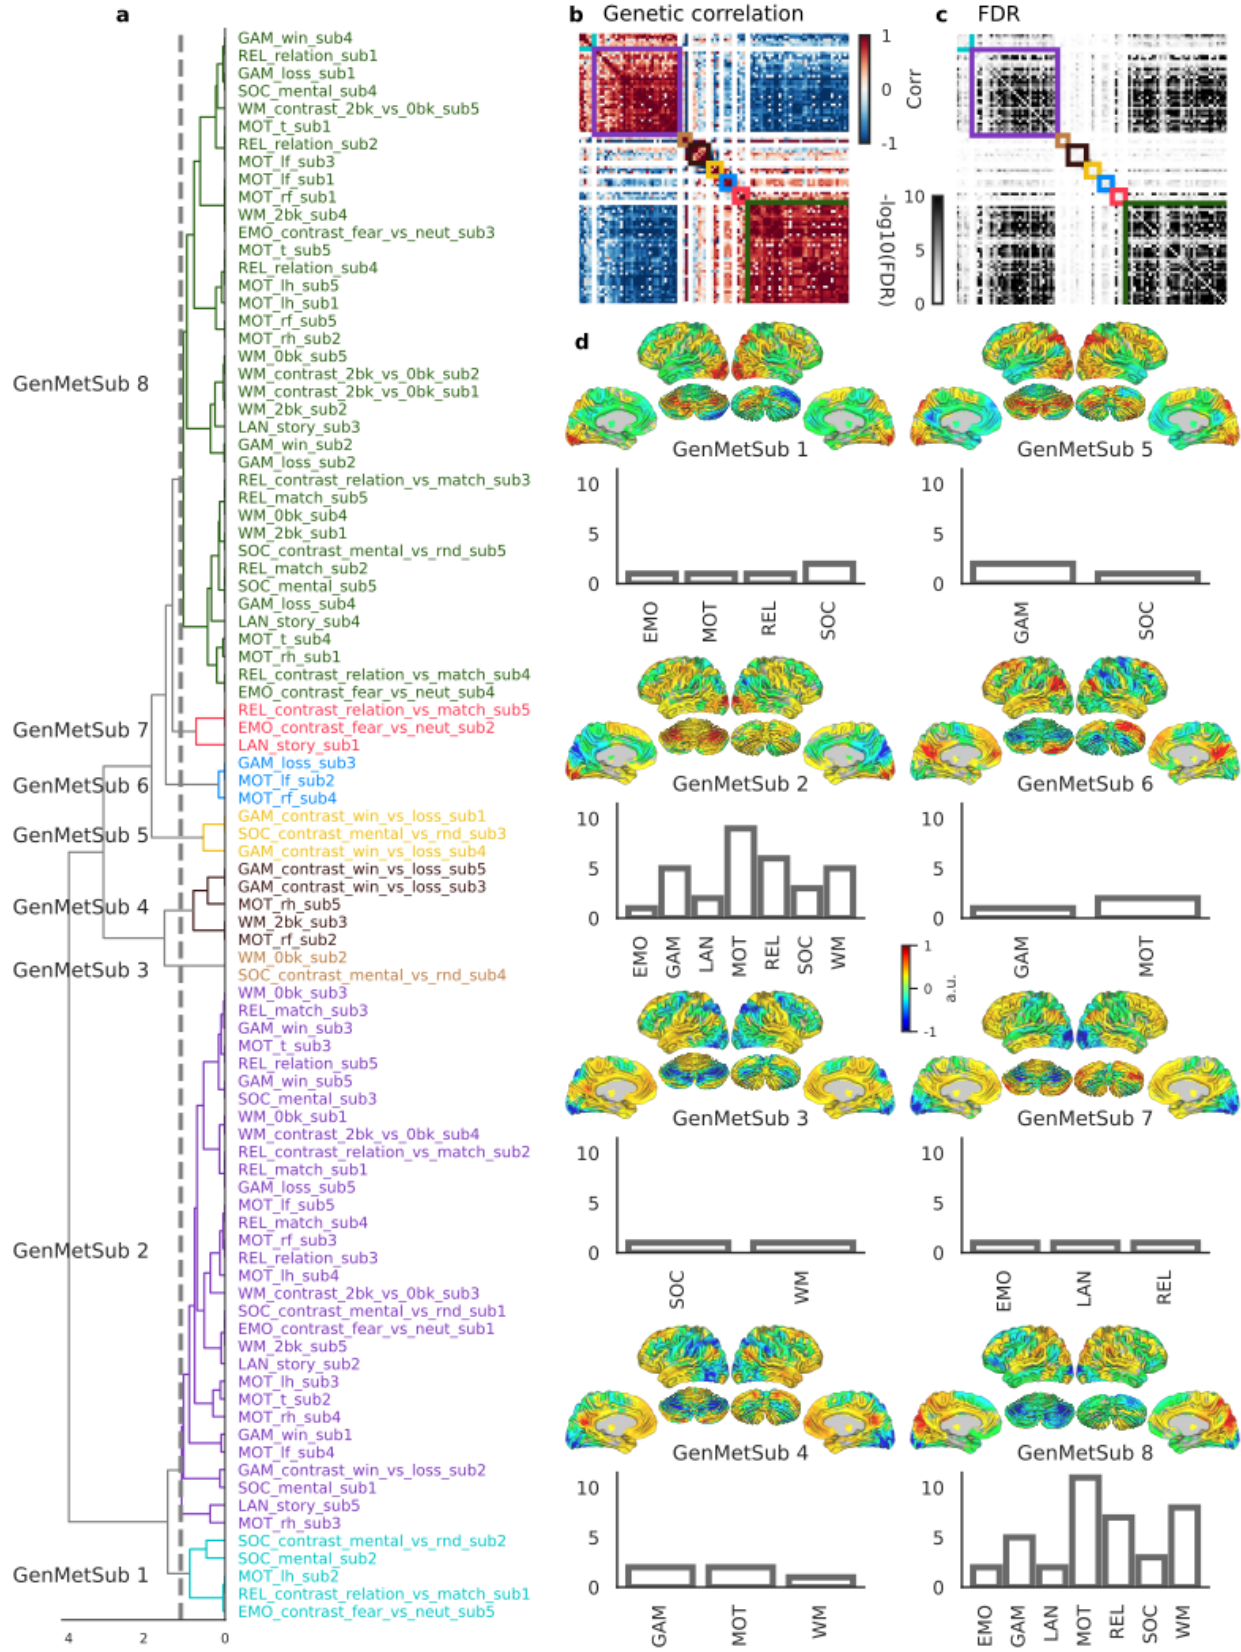 a
GAM_win_sub4
REL_relation_sub1
GAM_loss_sub1
SOC_mental_sub4
WM_contrast_2bk_vs_0bk_sub5
MOT_t_sub1
REL_relation_sub2
MOT_lf_sub3
MOT_lf_sub1
MOT_rf_sub1
WM_2bk_sub4
EMO_contrast_fear_vs_neut_sub3
MOT_t_sub5
REL_relation_sub4
MOT_lh_sub5
MOT_lh_sub1
MOT_rf_sub5
MOT_rh_sub2
WM_0bk_sub5
WM_contrast_2bk_vs_0bk_sub2
WM_contrast_2bk_vs_0bk_sub1
WM_2bk_sub2
LAN_story_sub3
GAM_win_sub2
GAM_loss_sub2
REL_contrast_relation_vs_match_sub3
REL_match_sub5
WM_0bk_sub4
WM_2bk_sub1
SOC_contrast_mental_vs_rnd_sub5
REL_match_sub2
SOC_mental_sub5
GAM_loss_sub4
LAN_story_sub4
MOT_t_sub4
MOT_rh_sub1
REL_contrast_relation_vs_match_sub4
EMO_contrast_fear_vs_neut_sub4
REL_contrast_relation_vs_match_sub5
EMO_contrast_fear_vs_neut_sub2
LAN_story_sub1
GAM_loss_sub3
MOT_lf_sub2
MOT_rf_sub4
GAM_contrast_win_vs_loss_sub1
SOC_contrast_mental_vs_rnd_sub3
GAM_contrast_win_vs_loss_sub4
GAM_contrast_win_vs_loss_sub5
GAM_contrast_win_vs_loss_sub3
MOT_rh_sub5
WM_2bk_sub3
MOT_rf_sub2
WM_0bk_sub2
SOC_contrast_mental_vs_rnd_sub4
WM_0bk_sub3
REL_match_sub3
GAM_win_sub3
MOT_t_sub3
REL_relation_sub5
GAM_win_sub5
SOC_mental_sub3
WM_0bk_sub1
WM_contrast_2bk_vs_0bk_sub4
REL_contrast_relation_vs_match_sub2
REL_match_sub1
GAM_loss_sub5
MOT_lf_sub5
REL_match_sub4
MOT_rf_sub3
REL_relation_sub3
MOT_lh_sub4
WM_contrast_2bk_vs_0bk_sub3
SOC_contrast_mental_vs_rnd_sub1
EMO_contrast_fear_vs_neut_sub1
WM_2bk_sub5
LAN_story_sub2
MOT_lh_sub3
MOT_t_sub2
MOT_rh_sub4
GAM_win_sub1
MOT_lf_sub4
GAM_contrast_win_vs_loss_sub2
SOC_mental_sub1
LAN_story_sub5
MOT_rh_sub3
SOC_contrast_mental_vs_rnd_sub2
SOC_mental_sub2
MOT_lh_sub2
REL_contrast_relation_vs_match_sub1
EMO_contrast_fear_vs_neut_sub5
GenMetSub 8
GenMetSub 7
GenMetSub 6
GenMetSub 5
GenMetSub 4
GenMetSub 3
GenMetSub 2
GenMetSub 1
4 2 0
b Genetic correlation
1
0
-1
Corr
c FDR
10
5
0
-log10(FDR)
d
GenMetSub 1
10
5
0
EMO MOT REL SOC
GenMetSub 5
10
5
0
GAM SOC
GenMetSub 2
10
5
0
EMO GAM LAN MOT REL SOC WM
GenMetSub 6
10
5
0
GAM MOT
1
0
-1
a.u.
GenMetSub 3
10
5
0
SOC WM
GenMetSub 7
10
5
0
EMO LAN REL
GenMetSub 4
10
5
0
GAM MOT WM
GenMetSub 8
10
5
0
EMO GAM LAN MOT REL SOC WM